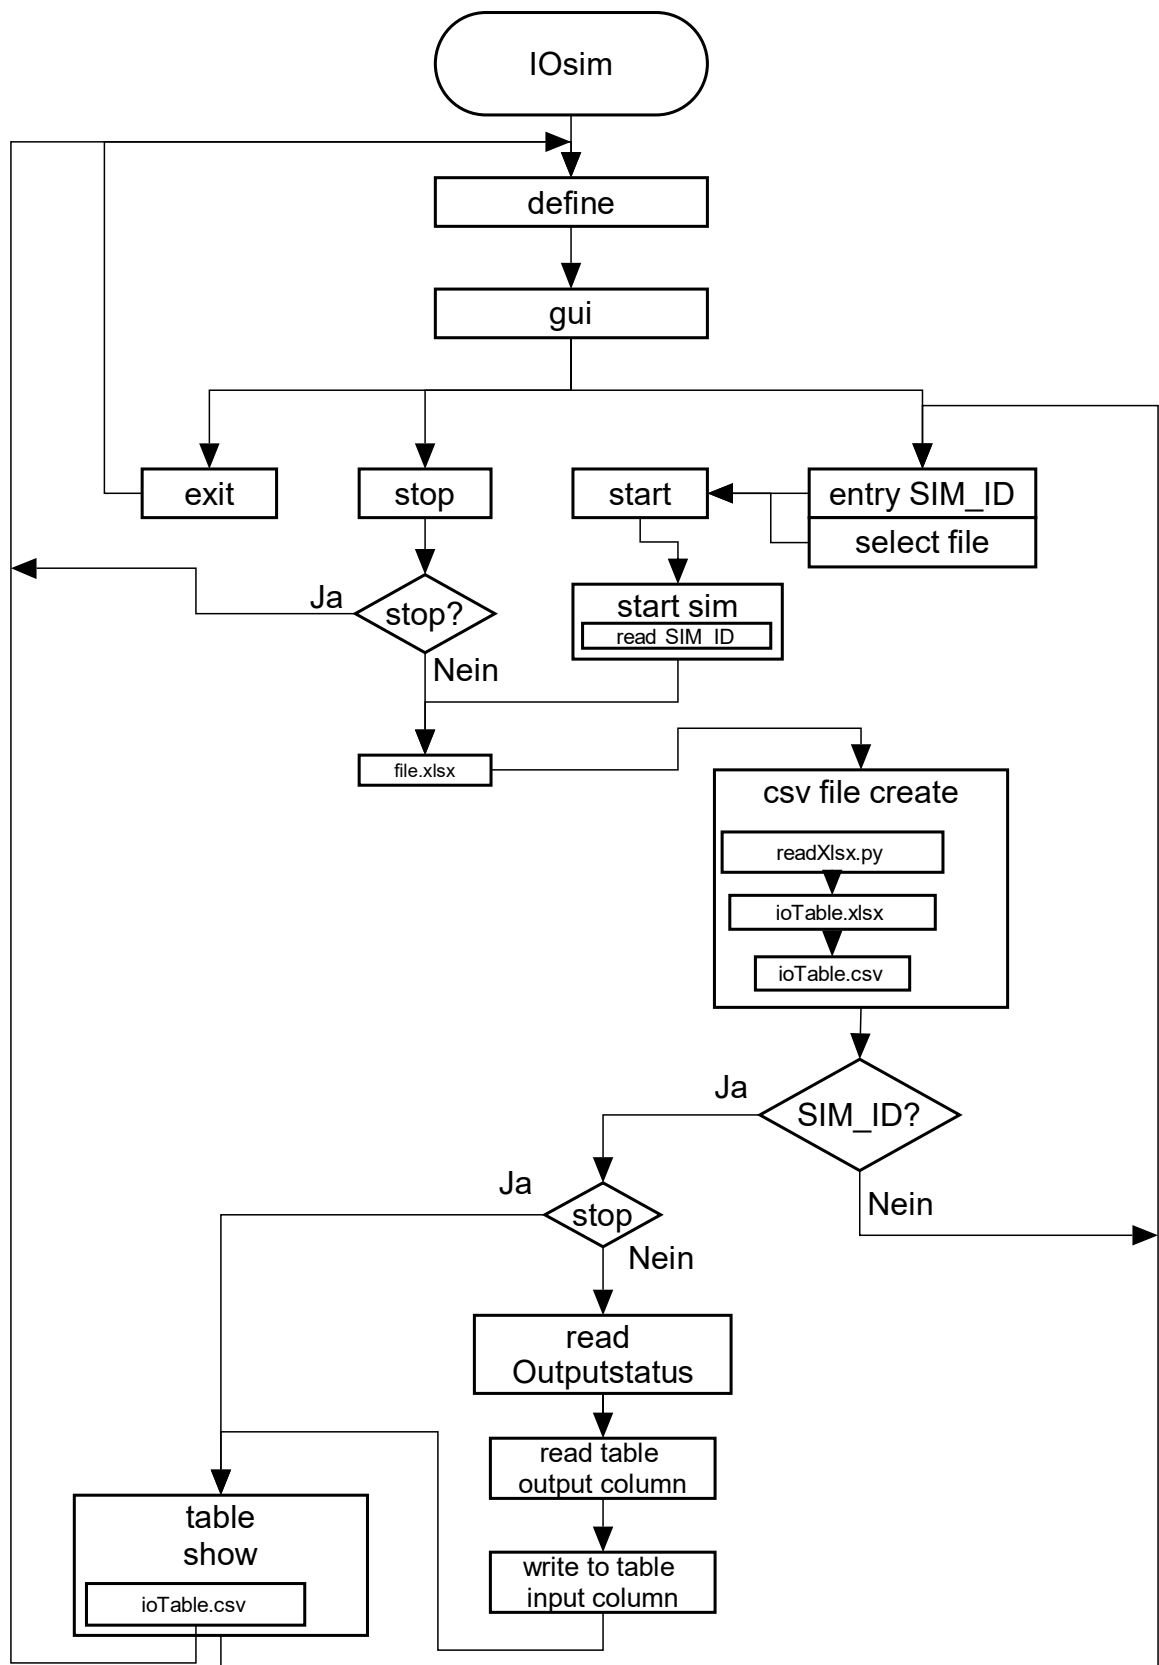 IOsim
define
gui
exit
stop
start
entry SIM_ID
select file
Ja
stop?
start sim
read SIM_ID
Nein
file.xlsx
csv file create
readXlsx.py
ioTable.xlsx
ioTable.csv
Ja
SIM_ID?
Ja
stop
Nein
Nein
read
Outputstatus
read table
output column
table
show
write to table
input column
ioTable.csv